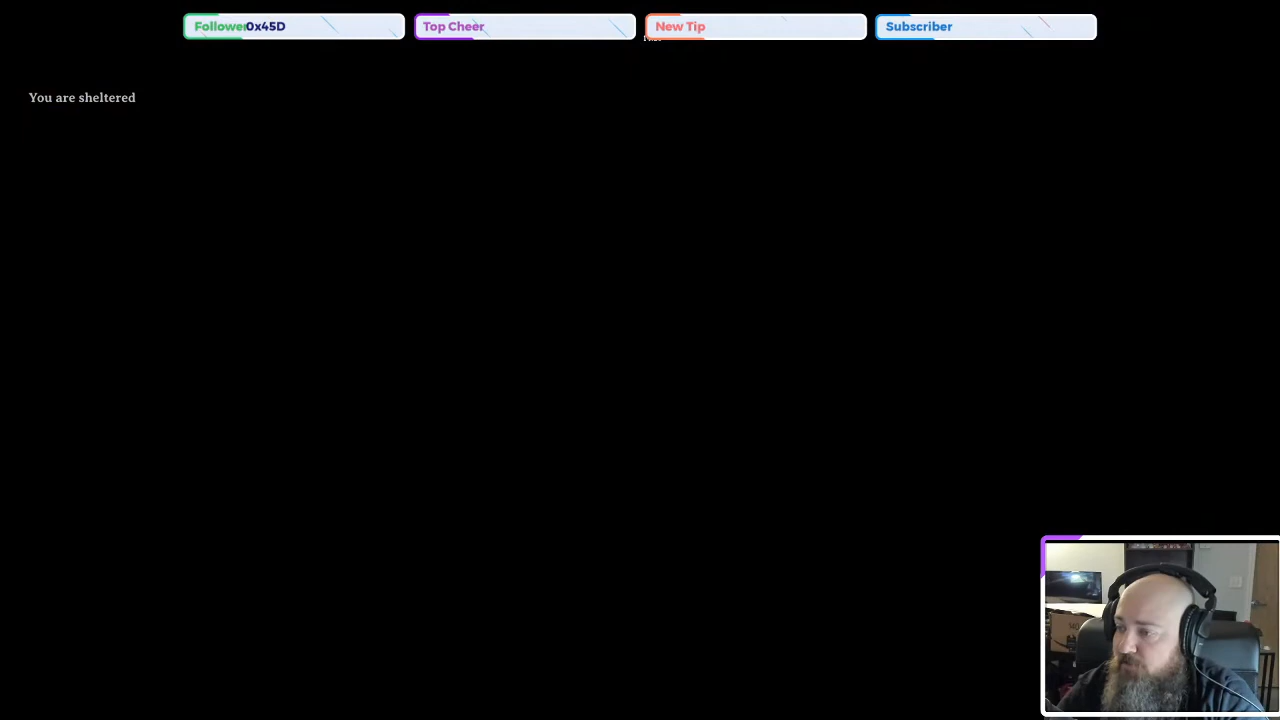 Follower 0x45D
Top Cheer
New Tip
Subscriber
You are sheltered